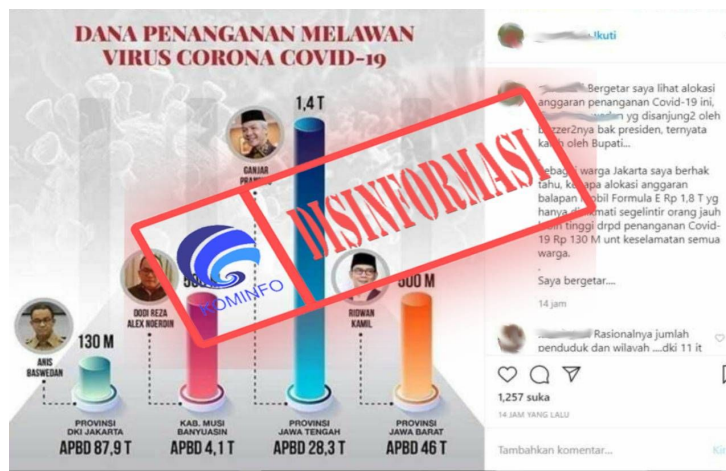 DANA PENANGANAN MELAWAN
VIRUS CORONA COVID-19
1,4 T
GANJAR
DODI REZA
ALEX NOERDIN
RIDWAN
KAMIL
500 M
ANIS
BASWEDAN
130 M
PROVINSI
DKI JAKARTA
APBD 87,9 T
KAB. MUSI
BANYUASIN
APBD 4,1 T
PROVINSI
JAWA TENGAH
APBD 28,3 T
PROVINSI
JAWA BARAT
APBD 46 T
KOMINFO
DISINFORMASI
Ikuti
Bergetar saya lihat alokasi
anggaran penanganan Covid-19 ini,
yg disanjung2 oleh
bak presiden, ternyata
oleh Bupati...
warga Jakarta saya berhak
tahu, alokasi anggaran
balapan mobil Formula E Rp 1,8 T yg
hanya segelintir orang jauh
tinggi drpd penanganan Covid-
19 Rp 130 M unt keselamatan semua
warga.
.
Saya bergetar....
14 jam
Rasionalnya jumlah
penduduk dan wilayah ....dki 11 it
1,257 suka
14 JAM YANG LALU
Tambahkan komentar...